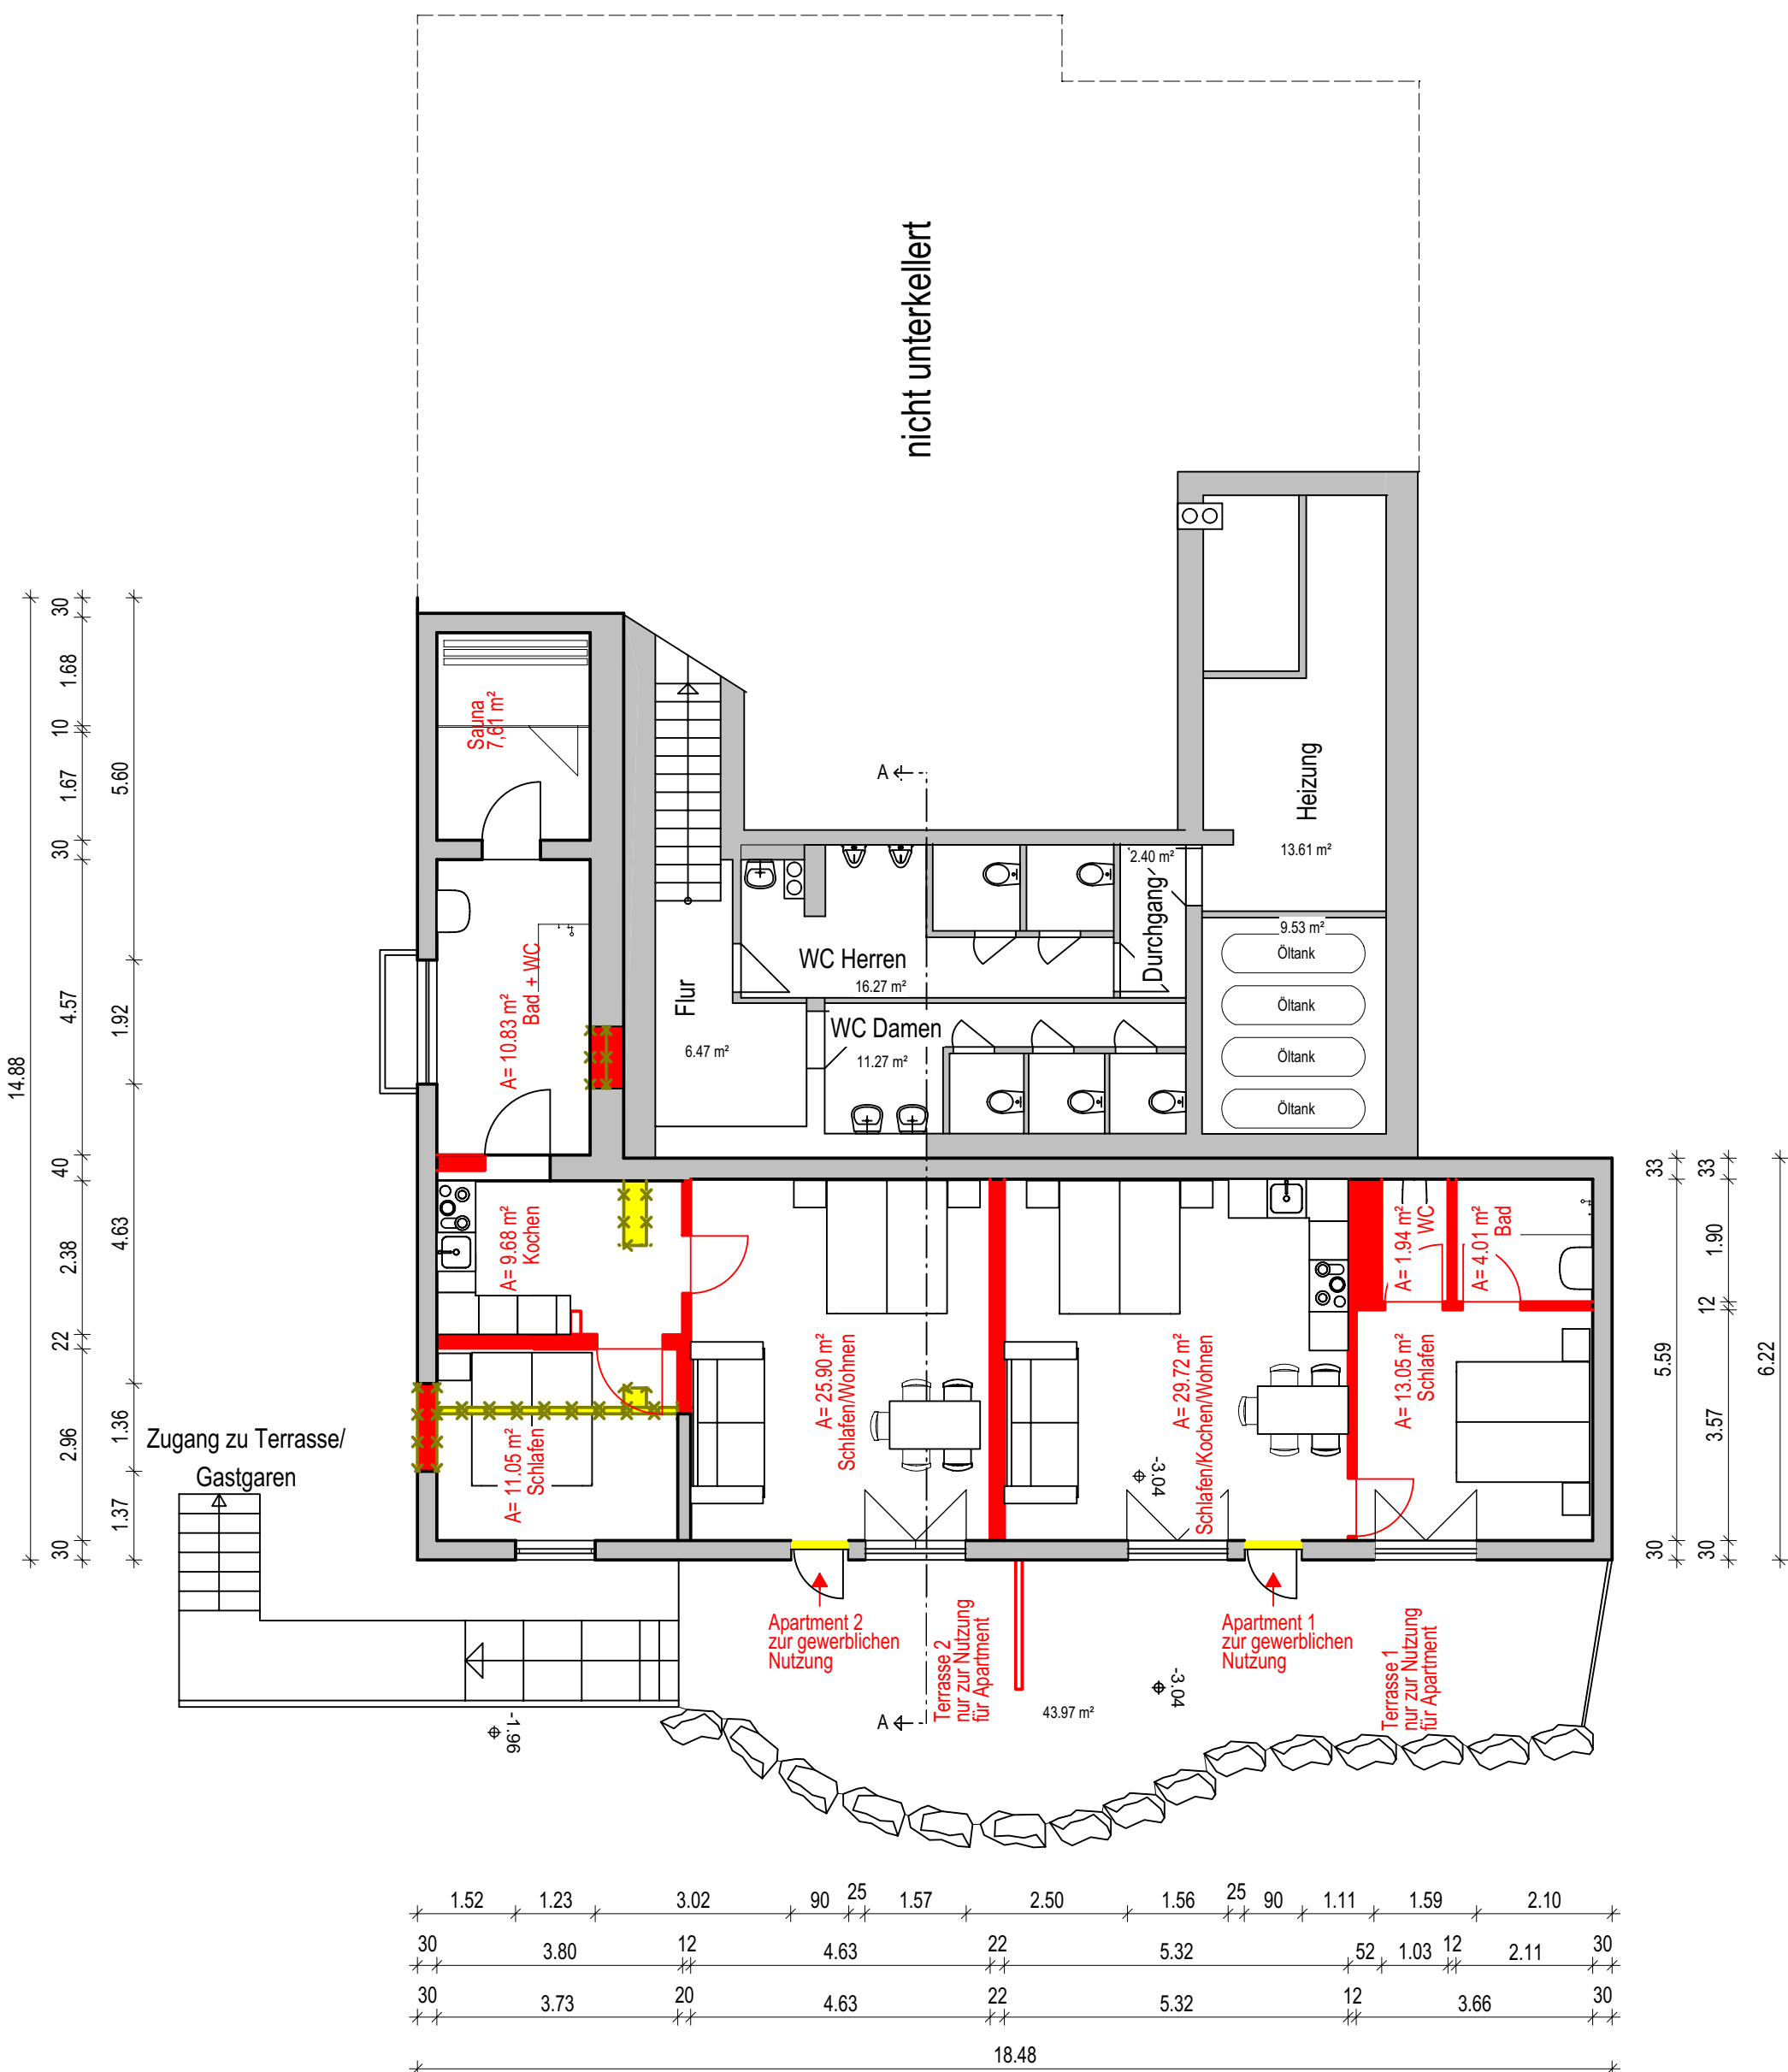 nicht unterkellert
Sauna
7,61 m²
A
Heizung
13.61 m²
2.40 m²
Durchgang
9.53 m²
Öltank
Öltank
Öltank
Öltank
WC Herren
16.27 m²
Flur
6.47 m²
WC Damen
11.27 m²
A= 10.83 m²
Bad + WC
A= 9.68 m²
Kochen
A= 11.05 m²
Schlafen
A= 25.90 m²
Schlafen/Wohnen
A= 29.72 m²
Schlafen/Kochen/Wohnen
-3.04
A= 1.94 m²
WC
A= 4.01 m²
Bad
A= 13.05 m²
Schlafen
Zugang zu Terrasse/
Gastgaren
Apartment 2
zur gewerblichen
Nutzung
Terrasse 2
nur zur Nutzung
für Apartment
Apartment 1
zur gewerblichen
Nutzung
Terrasse 1
nur zur Nutzung
für Apartment
-3.04
43.97 m²
A
-1.96
14.88
30
1.68
10
1.67
30
4.57
40
2.38
22
2.96
30
5.60
1.92
4.63
1.36
1.37
33
5.59
30
33
1.90
12
3.57
30
6.22
1.52
1.23
3.02
90
25
1.57
2.50
1.56
25
90
1.11
1.59
2.10
30
3.80
12
4.63
22
5.32
52
1.03
12
2.11
30
30
3.73
20
4.63
22
5.32
12
3.66
30
18.48